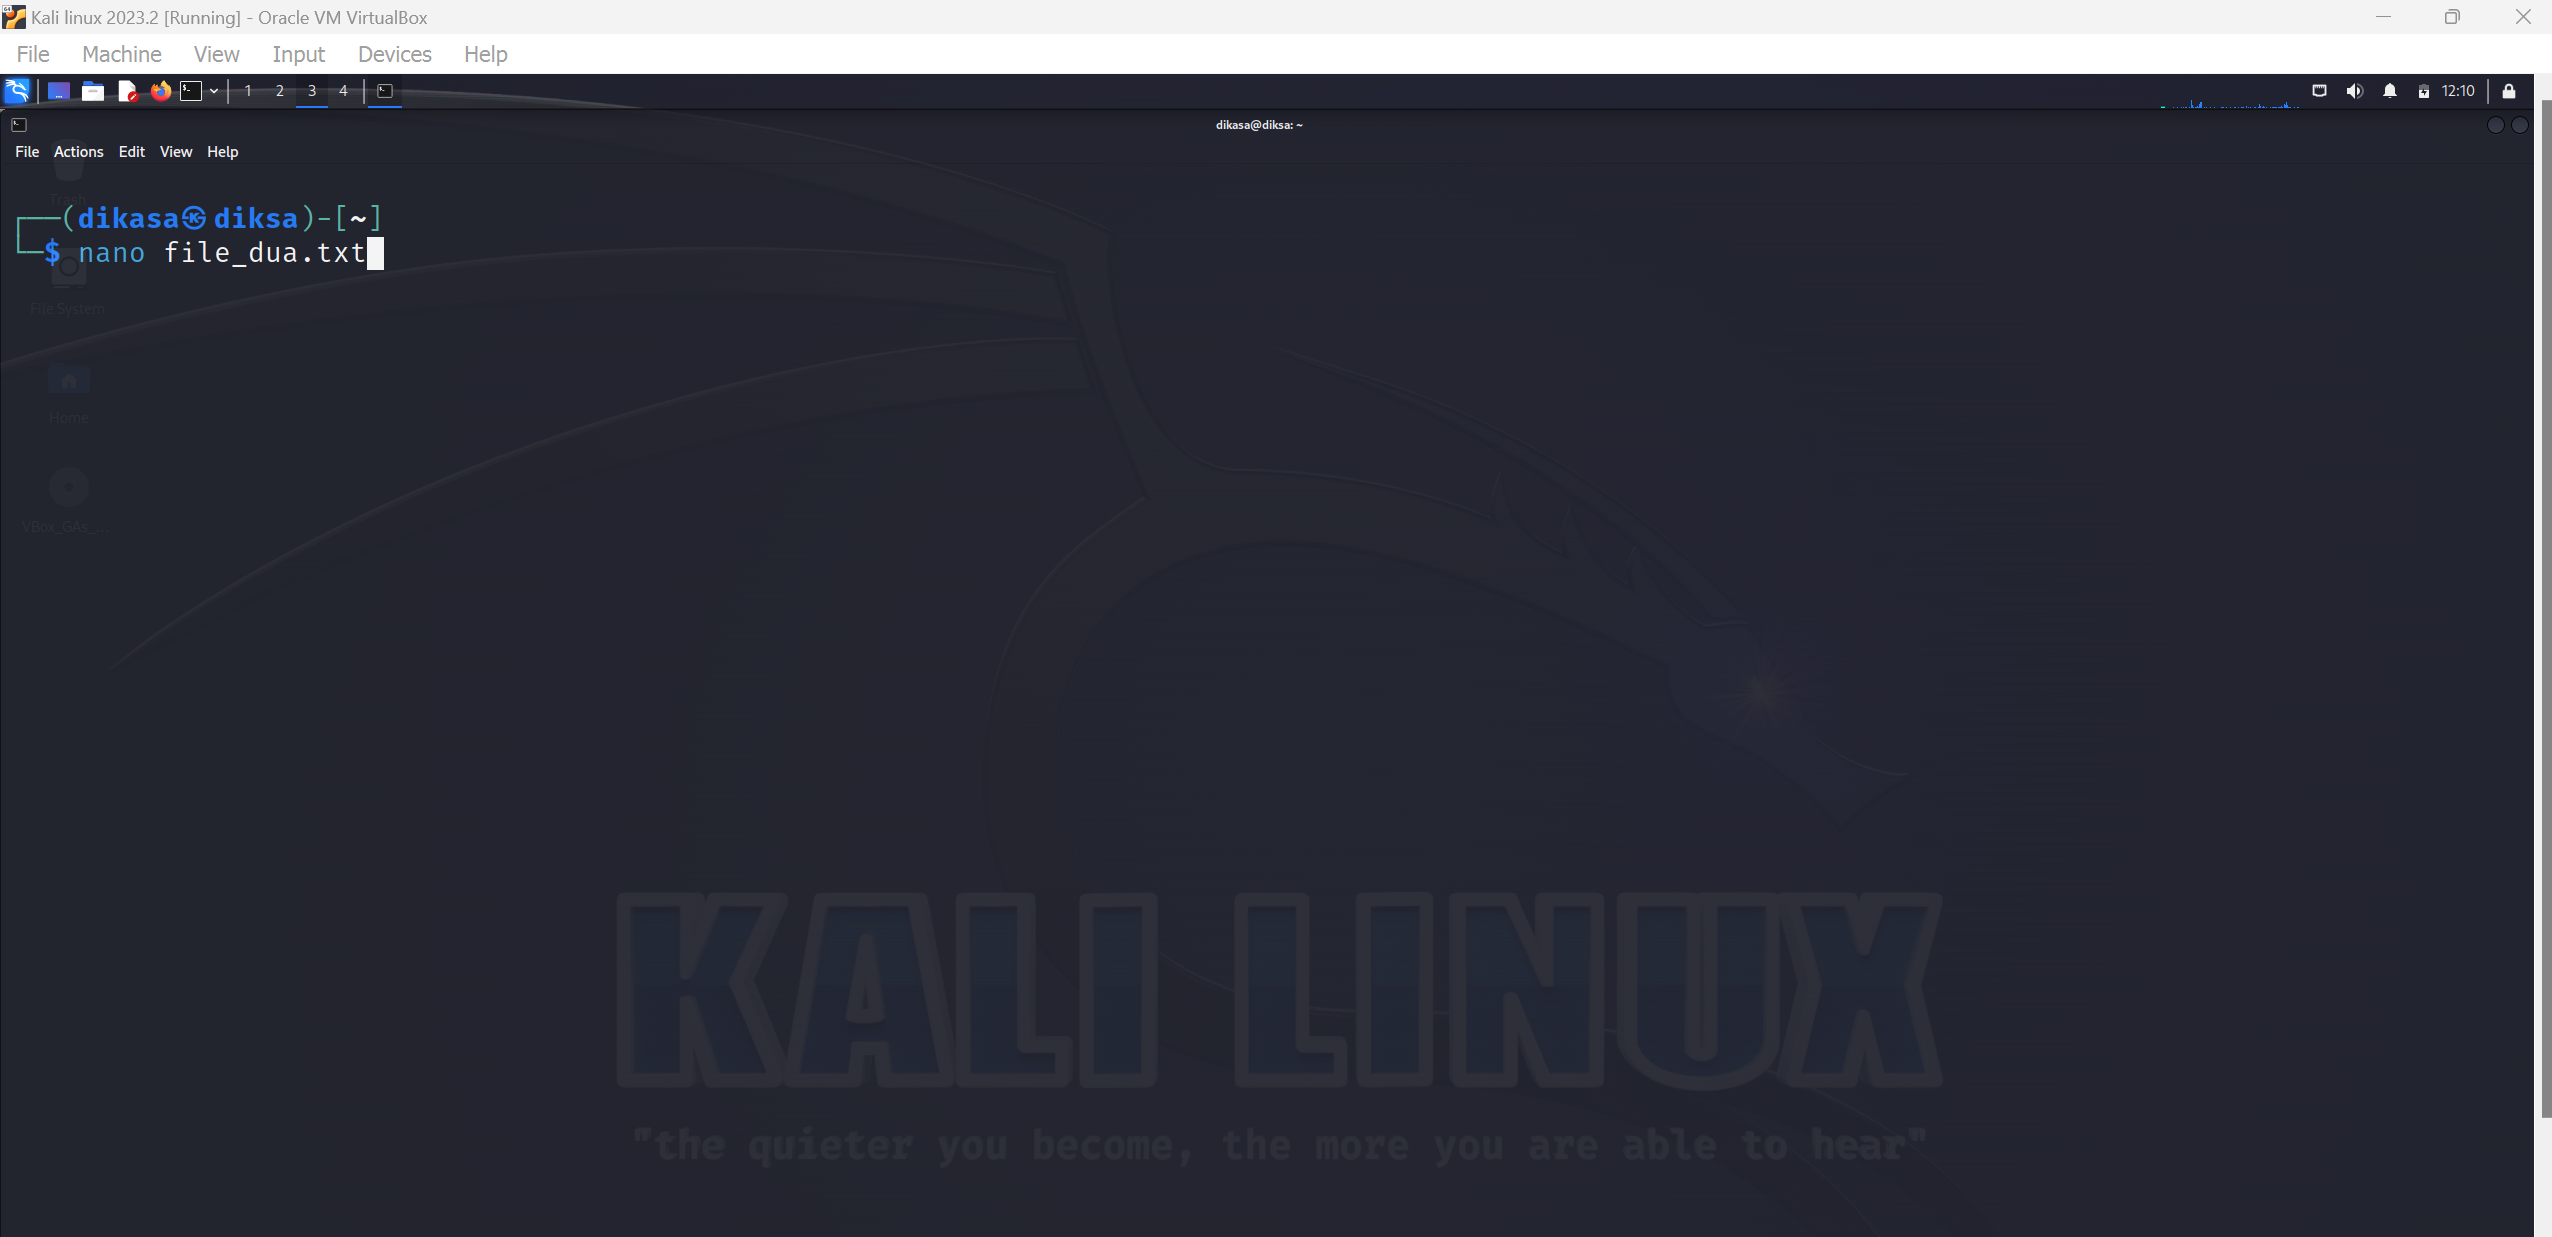 Kali linux 2023.2 [Running] - Oracle VM VirtualBox
File Machine View Input Devices Help
1 2 3 4 12:10
dikasa@diksa: ~
File Actions Edit View Help
Trash
┌──(dikasa㉿diksa)-[~]
└─$ nano file_dua.txt
File System
Home
VBox_GAs_...
KALI LINUX
"the quieter you become, the more you are able to hear"